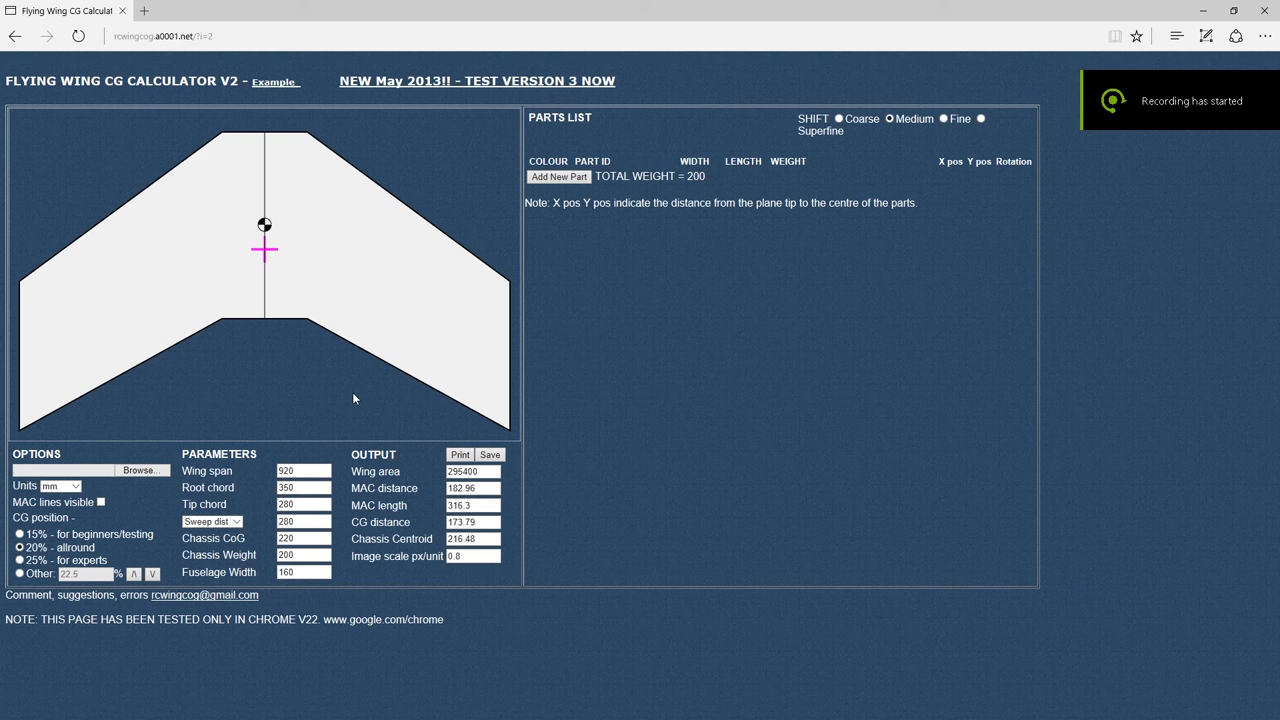 Flying Wing CG Calculat
rcwingcog.a0001.net/?i=2
Recording has started
FLYING WING CG CALCULATOR V2 - Example
NEW May 2013!! - TEST VERSION 3 NOW
PARTS LIST
SHIFT Coarse Medium Fine
Superfine
COLOUR PART ID WIDTH LENGTH WEIGHT X pos Y pos Rotation
Add New Part TOTAL WEIGHT = 200
Note: X pos Y pos indicate the distance from the plane tip to the centre of the parts.
OPTIONS
Browse...
Units mm
MAC lines visible
CG position -
15% - for beginners/testing
20% - allround
25% - for experts
Other: 22.5 % Λ V
PARAMETERS
Wing span 920
Root chord 350
Tip chord 280
Sweep dist 280
Chassis CoG 220
Chassis Weight 200
Fuselage Width 160
OUTPUT Print Save
Wing area 295400
MAC distance 182.96
MAC length 316.3
CG distance 173.79
Chassis Centroid 216.48
Image scale px/unit 0.8
Comment, suggestions, errors rcwingcog@gmail.com
NOTE: THIS PAGE HAS BEEN TESTED ONLY IN CHROME V22. www.google.com/chrome